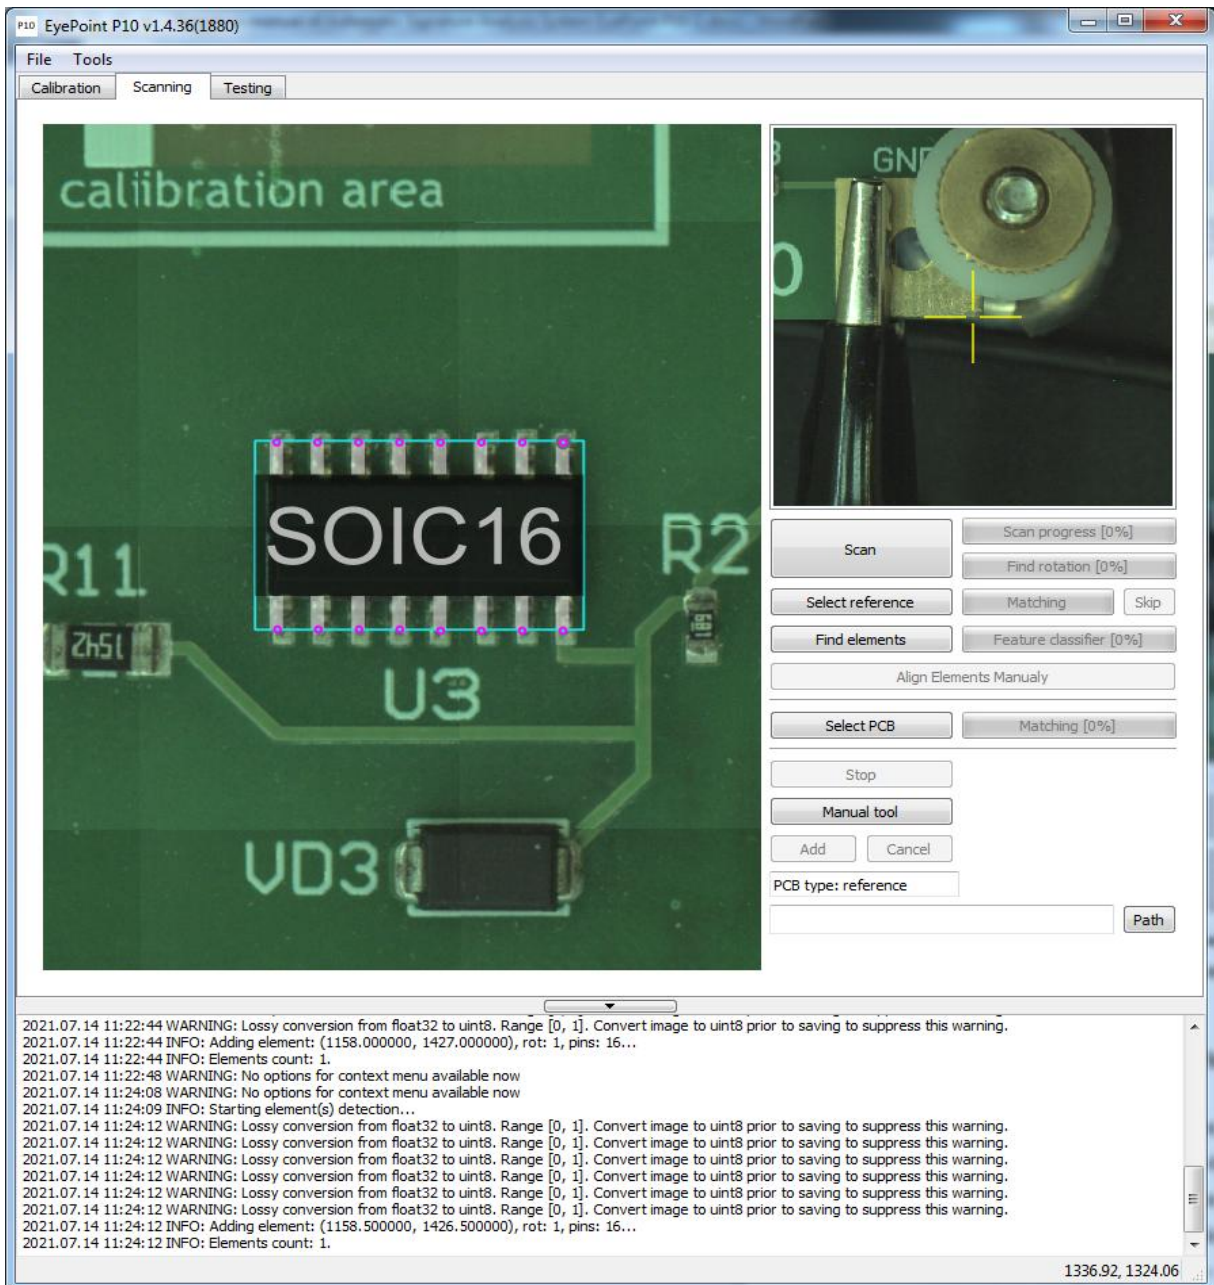 P10 EyePoint P10 v1.4.36(1880)
File Tools
Calibration Scanning Testing
calibration area
SOIC16
R11
R2
1542
U3
VD3
GND
0
Scan
Scan progress [0%]
Find rotation [0%]
Select reference
Matching
Skip
Find elements
Feature classifier [0%]
Align Elements Manualy
Select PCB
Matching [0%]
Stop
Manual tool
Add
Cancel
PCB type: reference
Path
2021.07.14 11:22:44 WARNING: Lossy conversion from float32 to uint8. Range [0, 1]. Convert image to uint8 prior to saving to suppress this warning.
2021.07.14 11:22:44 INFO: Adding element: (1158.000000, 1427.000000), rot: 1, pins: 16...
2021.07.14 11:22:44 INFO: Elements count: 1.
2021.07.14 11:22:48 WARNING: No options for context menu available now
2021.07.14 11:24:08 WARNING: No options for context menu available now
2021.07.14 11:24:09 INFO: Starting element(s) detection...
2021.07.14 11:24:12 WARNING: Lossy conversion from float32 to uint8. Range [0, 1]. Convert image to uint8 prior to saving to suppress this warning.
2021.07.14 11:24:12 WARNING: Lossy conversion from float32 to uint8. Range [0, 1]. Convert image to uint8 prior to saving to suppress this warning.
2021.07.14 11:24:12 WARNING: Lossy conversion from float32 to uint8. Range [0, 1]. Convert image to uint8 prior to saving to suppress this warning.
2021.07.14 11:24:12 WARNING: Lossy conversion from float32 to uint8. Range [0, 1]. Convert image to uint8 prior to saving to suppress this warning.
2021.07.14 11:24:12 WARNING: Lossy conversion from float32 to uint8. Range [0, 1]. Convert image to uint8 prior to saving to suppress this warning.
2021.07.14 11:24:12 WARNING: Lossy conversion from float32 to uint8. Range [0, 1]. Convert image to uint8 prior to saving to suppress this warning.
2021.07.14 11:24:12 INFO: Adding element: (1158.500000, 1426.500000), rot: 1, pins: 16...
2021.07.14 11:24:12 INFO: Elements count: 1.
1336.92, 1324.06